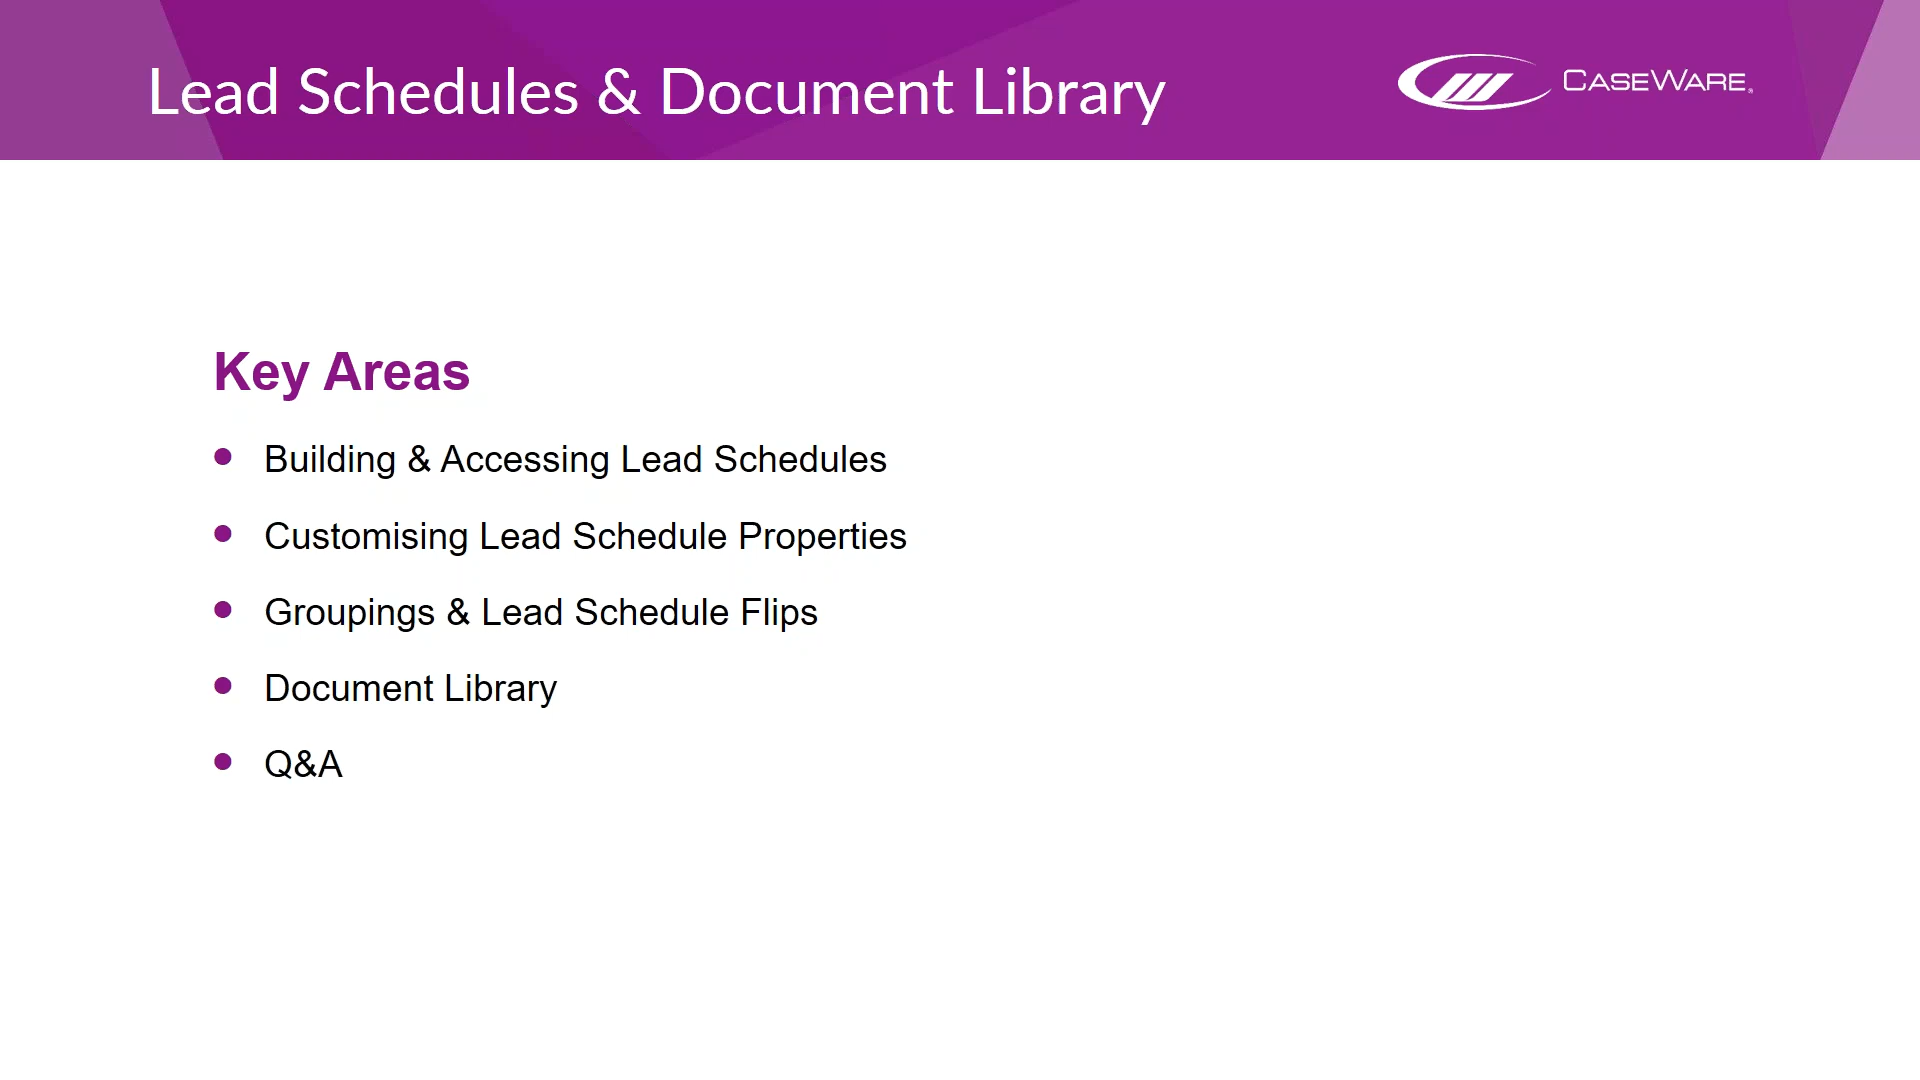 Lead Schedules & Document Library
CASEWARE®
Key Areas
Building & Accessing Lead Schedules
Customising Lead Schedule Properties
Groupings & Lead Schedule Flips
Document Library
Q&A